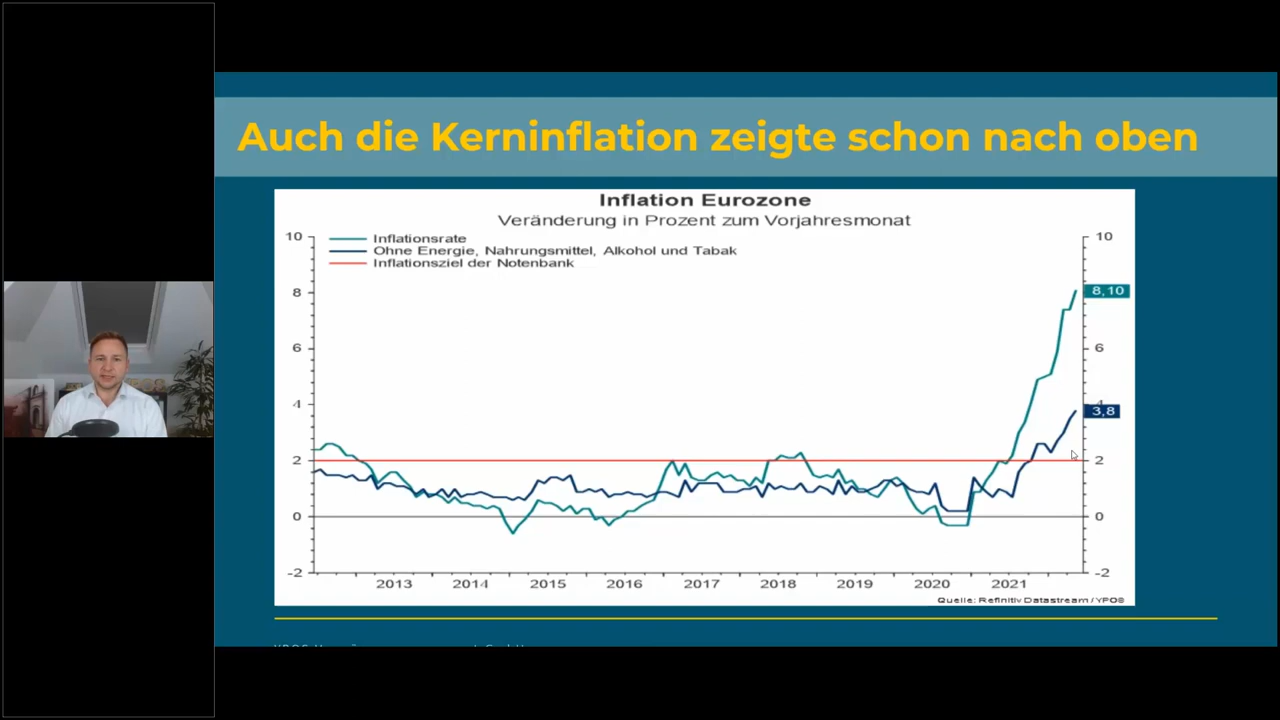 Auch die Kerninflation zeigte schon nach oben
Inflation Eurozone
Veränderung in Prozent zum Vorjahresmonat
Inflationsrate
Ohne Energie, Nahrungsmittel, Alkohol und Tabak
Inflationsziel der Notenbank
10 10
8 8,10
6 6
4 4
3,8
2 2
0 0
-2 -2
2013 2014 2015 2016 2017 2018 2019 2020 2021
Quelle: Refinitiv Datastream / YPOS